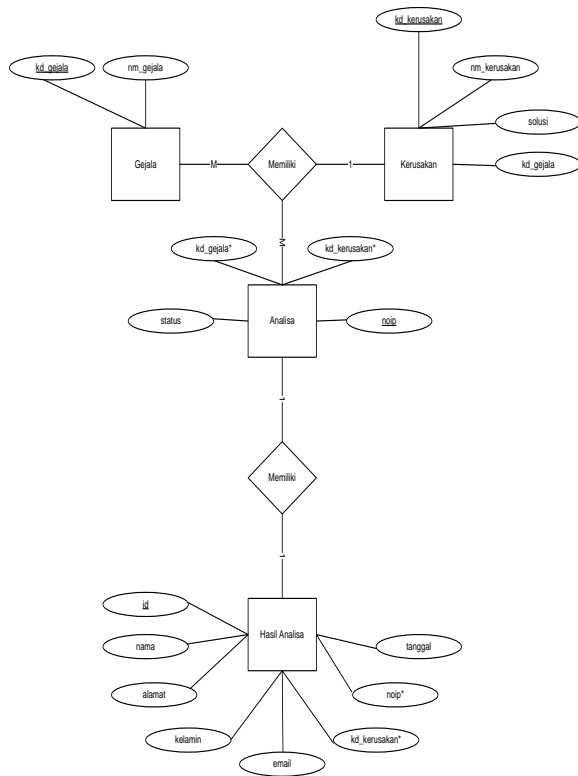 kd_kerusakan
kd_gejala
nm_gejala
nm_kerusakan
solusi
Gejala
M
Memiliki
1
Kerusakan
kd_gejala
M
kd_gejala*
kd_kerusakan*
status
Analisa
noip
1
Memiliki
1
id
nama
Hasil Analisa
tanggal
alamat
noip*
kelamin
kd_kerusakan*
email